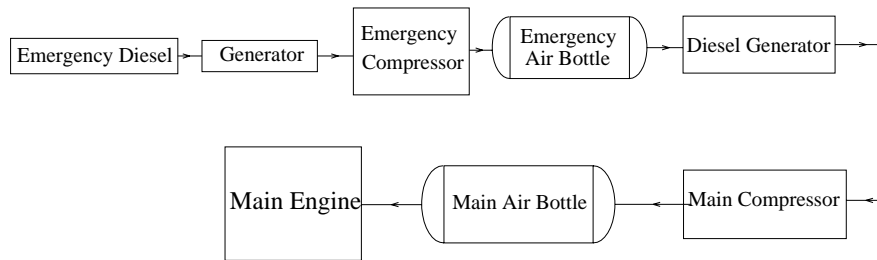 Emergency Diesel
Generator
Emergency
Compressor
Emergency
Air Bottle
Diesel Generator
Main Engine
Main Air Bottle
Main Compressor